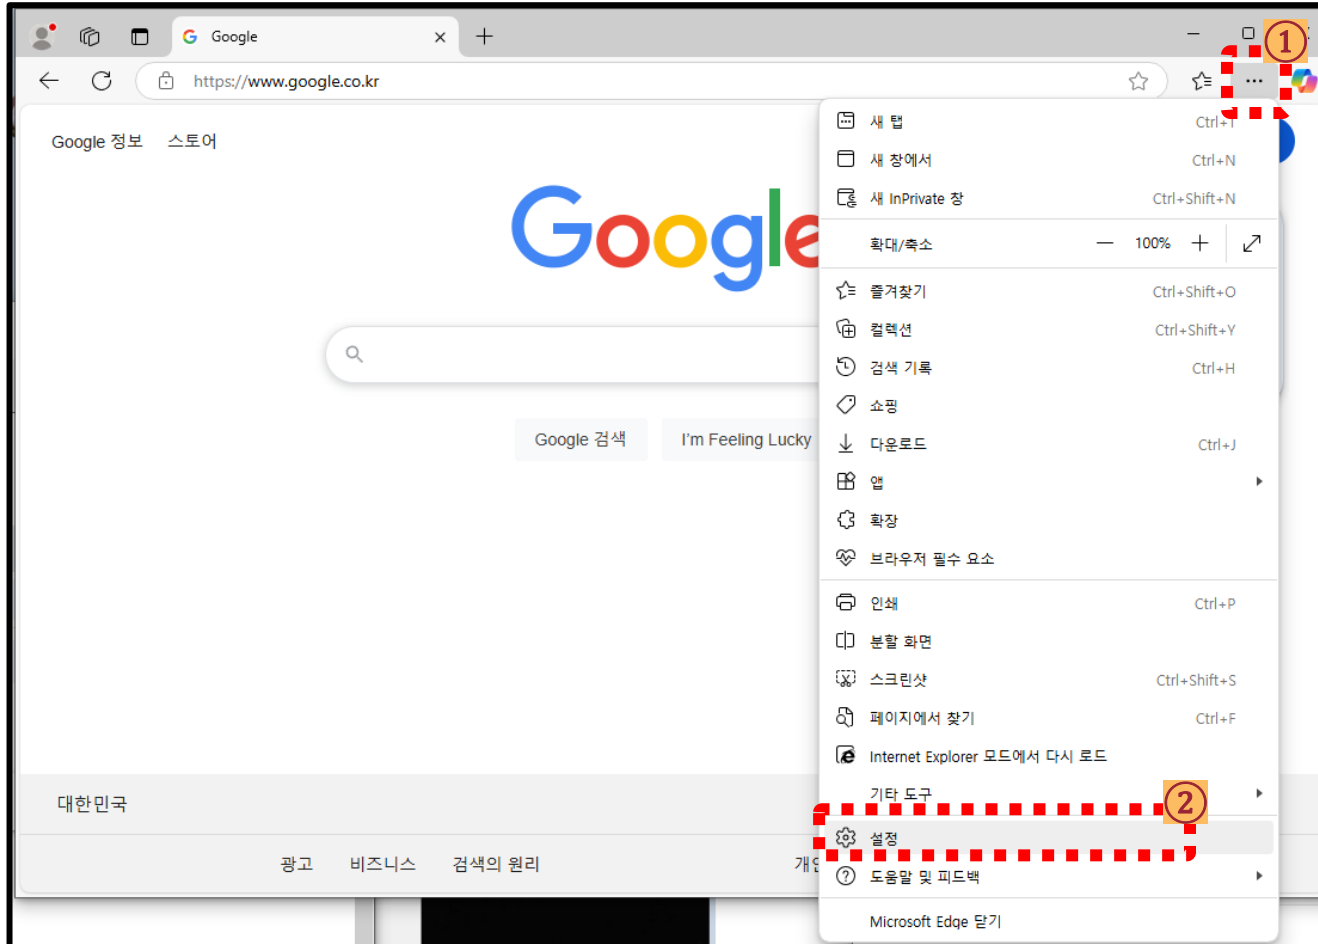 Google
①
https://www.google.co.kr
Google 정보 스토어
Google
Google 검색 I'm Feeling Lucky
새 탭 Ctrl+T
새 창에서 Ctrl+N
새 InPrivate 창 Ctrl+Shift+N
확대/축소 100%
즐겨찾기 Ctrl+Shift+O
컬렉션 Ctrl+Shift+Y
검색 기록 Ctrl+H
쇼핑
다운로드 Ctrl+J
앱
확장
브라우저 필수 요소
인쇄 Ctrl+P
분할 화면
스크린샷 Ctrl+Shift+S
페이지에서 찾기 Ctrl+F
Internet Explorer 모드에서 다시 로드
기타 도구
②
설정
도움말 및 피드백
Microsoft Edge 닫기
대한민국
광고 비즈니스 검색의 원리